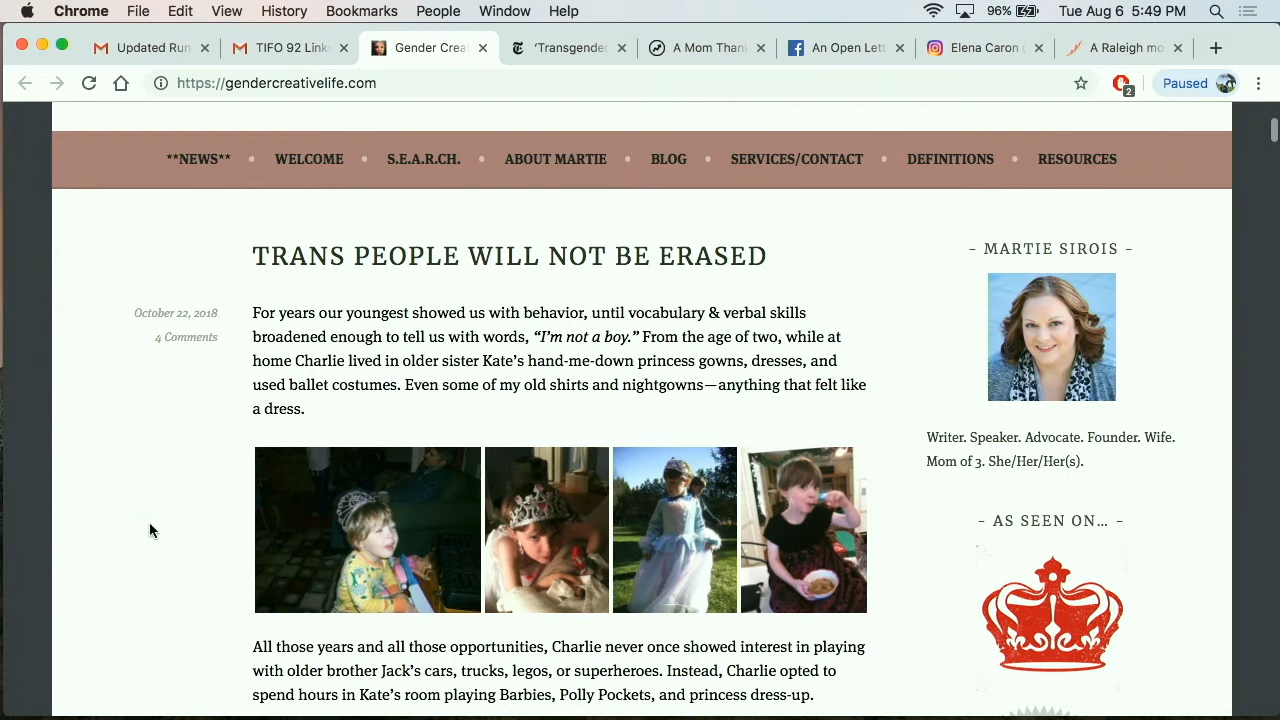 Chrome File Edit View History Bookmarks People Window Help 96% Tue Aug 6 5:49 PM
Updated Run TIFO 92 Link Gender Crea 'Transgende A Mom Than An Open Lett Elena Caron ( A Raleigh mo
https://gendercreativelife.com 2 Paused
**NEWS** WELCOME S.E.A.R.C.H. ABOUT MARTIE BLOG SERVICES/CONTACT DEFINITIONS RESOURCES
TRANS PEOPLE WILL NOT BE ERASED
October 22, 2018
4 Comments
For years our youngest showed us with behavior, until vocabulary & verbal skills
broadened enough to tell us with words, “I’m not a boy.” From the age of two, while at
home Charlie lived in older sister Kate’s hand-me-down princess gowns, dresses, and
used ballet costumes. Even some of my old shirts and nightgowns—anything that felt like
a dress.
All those years and all those opportunities, Charlie never once showed interest in playing
with older brother Jack’s cars, trucks, legos, or superheroes. Instead, Charlie opted to
spend hours in Kate’s room playing Barbies, Polly Pockets, and princess dress-up.
– MARTIE SIROIS –
Writer. Speaker. Advocate. Founder. Wife.
Mom of 3. She/Her/Her(s).
– AS SEEN ON… –